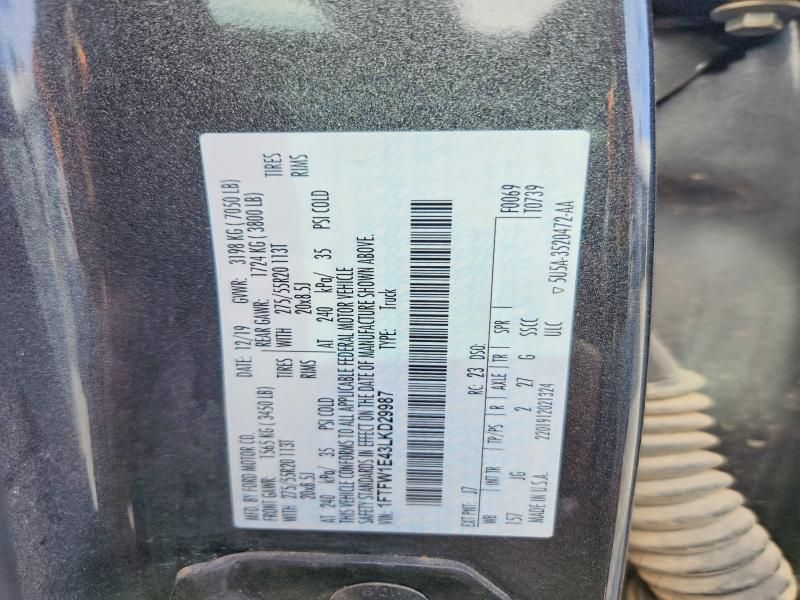 MFD. BY FORD MOTOR CO.
DATE: 12/19 GVWR: 3198 KG (7050 LB)
FRONT GAWR: 1565 KG (3450 LB) REAR GAWR: 1724 KG (3800 LB)
275/55R20 113T TIRES WITH 275/55R20 113T TIRES
WITH 20x8.5J RIMS 20x8.5J RIMS
AT 240 kPa/ 35 PSI COLD AT 240 kPa/ 35 PSI COLD
THIS VEHICLE CONFORMS TO ALL APPLICABLE FEDERAL MOTOR VEHICLE
SAFETY STANDARDS IN EFFECT ON THE DATE OF MANUFACTURE SHOWN ABOVE.
VIN: 1FTFW1E43LKD29987 TYPE: Truck
F0069
T0739
EXT PNT: J7 RC: 23 DSO:
WB INT TR TP/PS R AXLE TR SPR
157 JG 2 27 G SSCC
▽ 5U5A-3520472-AA
MADE IN U.S.A. 2201912021324 ULC